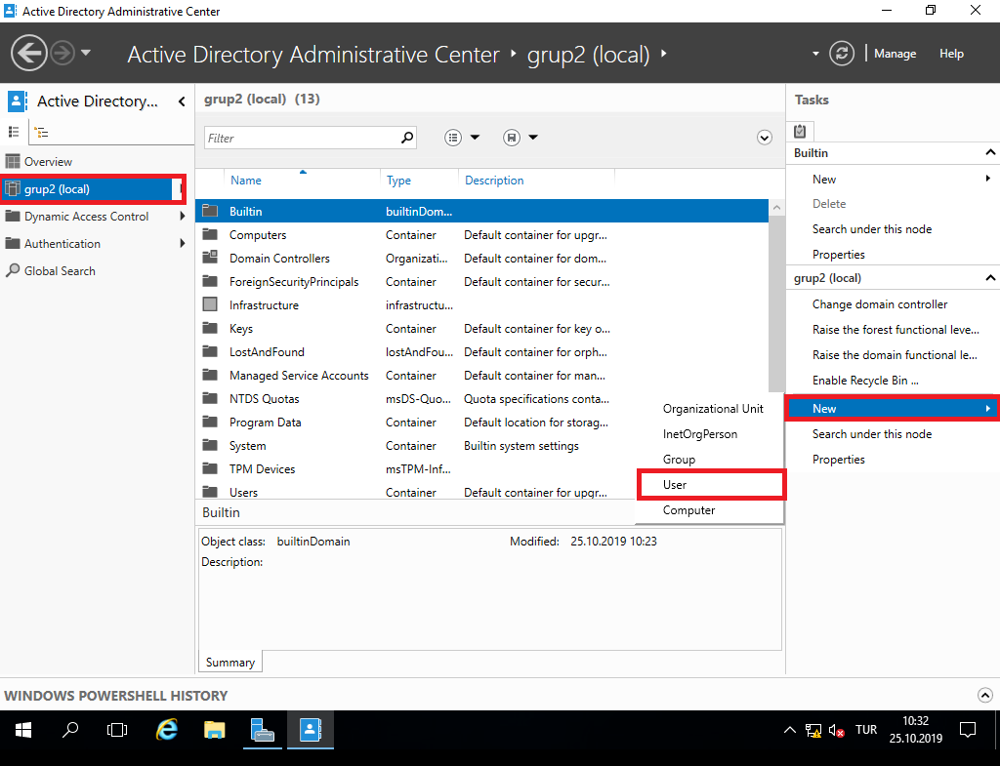 Active Directory Administrative Center
Active Directory Administrative Center • grup2 (local) •
Manage
Help
Active Directory...
Overview
grup2 (local)
Dynamic Access Control
Authentication
Global Search
grup2 (local) (13)
Filter
Name Type Description
Builtin builtinDom...
Computers Container Default container for upgr...
Domain Controllers Organizati... Default container for dom...
ForeignSecurityPrincipals Container Default container for secur...
Infrastructure infrastructu...
Keys Container Default container for key o...
LostAndFound lostAndFou... Default container for orph...
Managed Service Accounts Container Default container for man...
NTDS Quotas msDS-Quo... Quota specifications conta...
Program Data Container Default location for storag...
System Container Builtin system settings
TPM Devices msTPM-Inf...
Users Container Default container for upgr...
Organizational Unit
InetOrgPerson
Group
User
Computer
Builtin
Object class: builtinDomain Modified: 25.10.2019 10:23
Description:
Summary
Tasks
Builtin
New
Delete
Search under this node
Properties
grup2 (local)
Change domain controller
Raise the forest functional leve...
Raise the domain functional le...
Enable Recycle Bin ...
New
Search under this node
Properties
WINDOWS POWERSHELL HISTORY
TUR
10:32
25.10.2019